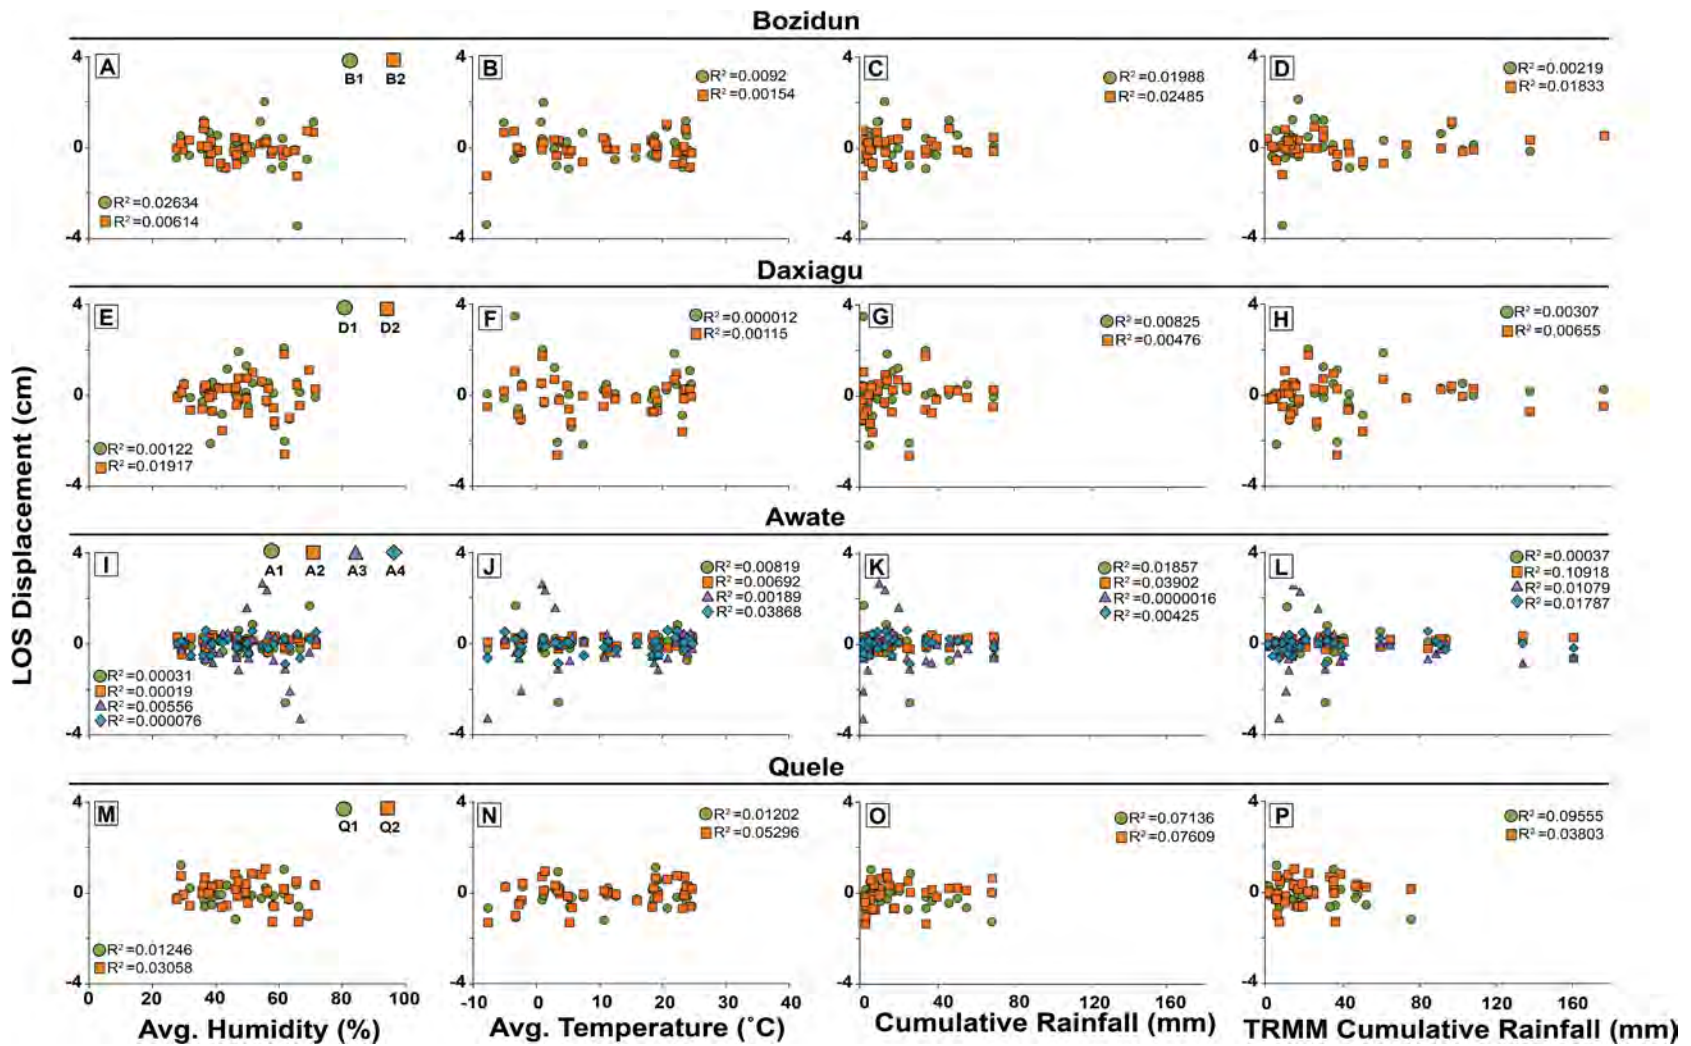 Bozidun
4
0
-4
A
B1 B2
R²=0.02634
R²=0.00614
4
0
-4
B
R²=0.0092
R²=0.00154
4
0
-4
C
R²=0.01988
R²=0.02485
4
0
-4
D
R²=0.00219
R²=0.01833
Daxiagu
4
0
-4
E
D1 D2
R²=0.00122
R²=0.01917
4
0
-4
F
R²=0.000012
R²=0.00115
4
0
-4
G
R²=0.00825
R²=0.00476
4
0
-4
H
R²=0.00307
R²=0.00655
LOS Displacement (cm)
Awate
4
0
-4
I
A1 A2 A3 A4
R²=0.00031
R²=0.00019
R²=0.00556
R²=0.000076
4
0
-4
J
R²=0.00819
R²=0.00692
R²=0.00189
R²=0.03868
4
0
-4
K
R²=0.01857
R²=0.03902
R²=0.0000016
R²=0.00425
4
0
-4
L
R²=0.00037
R²=0.10918
R²=0.01079
R²=0.01787
Quele
4
0
-4
M
Q1 Q2
R²=0.01246
R²=0.03058
0 20 40 60 80 100
Avg. Humidity (%)
4
0
-4
N
R²=0.01202
R²=0.05296
-10 0 10 20 30 40
Avg. Temperature (˚C)
4
0
-4
O
R²=0.07136
R²=0.07609
0 40 80 120 160
Cumulative Rainfall (mm)
4
0
-4
P
R²=0.09555
R²=0.03803
0 40 80 120 160
TRMM Cumulative Rainfall (mm)